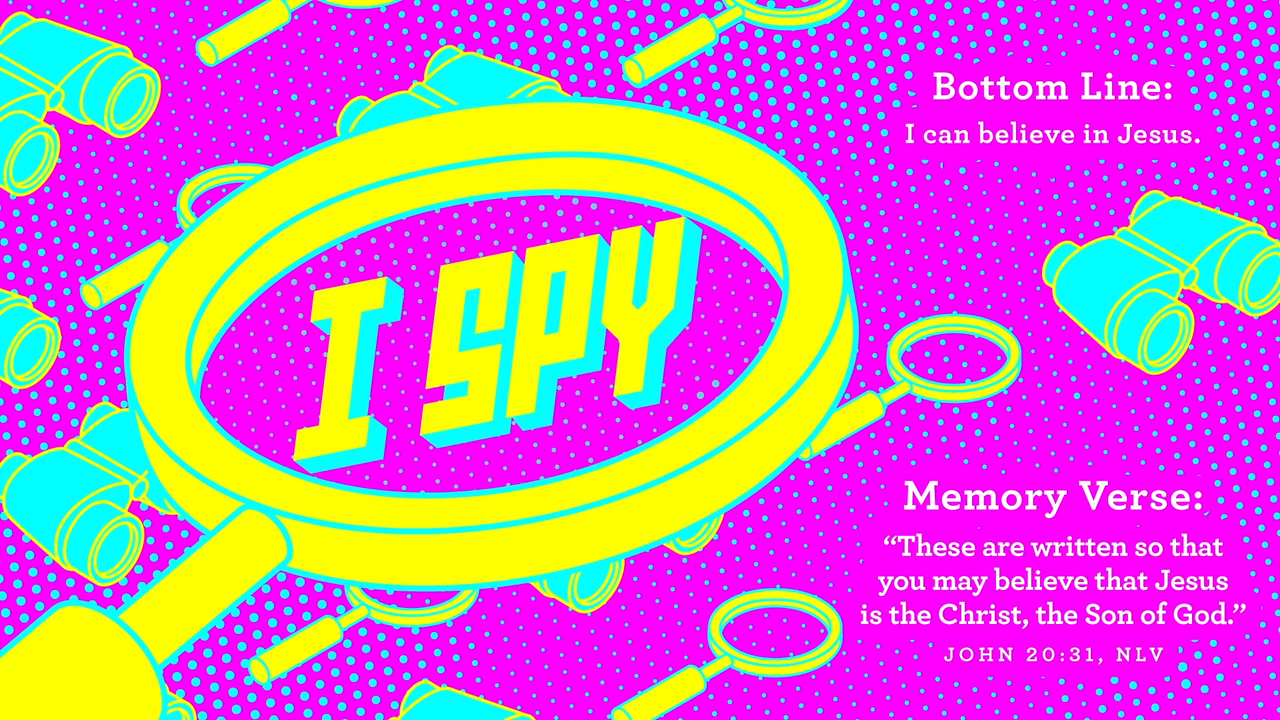 I SPY
Bottom Line:
I can believe in Jesus.
Memory Verse:
“These are written so that
you may believe that Jesus
is the Christ, the Son of God.”
JOHN 20:31, NLV